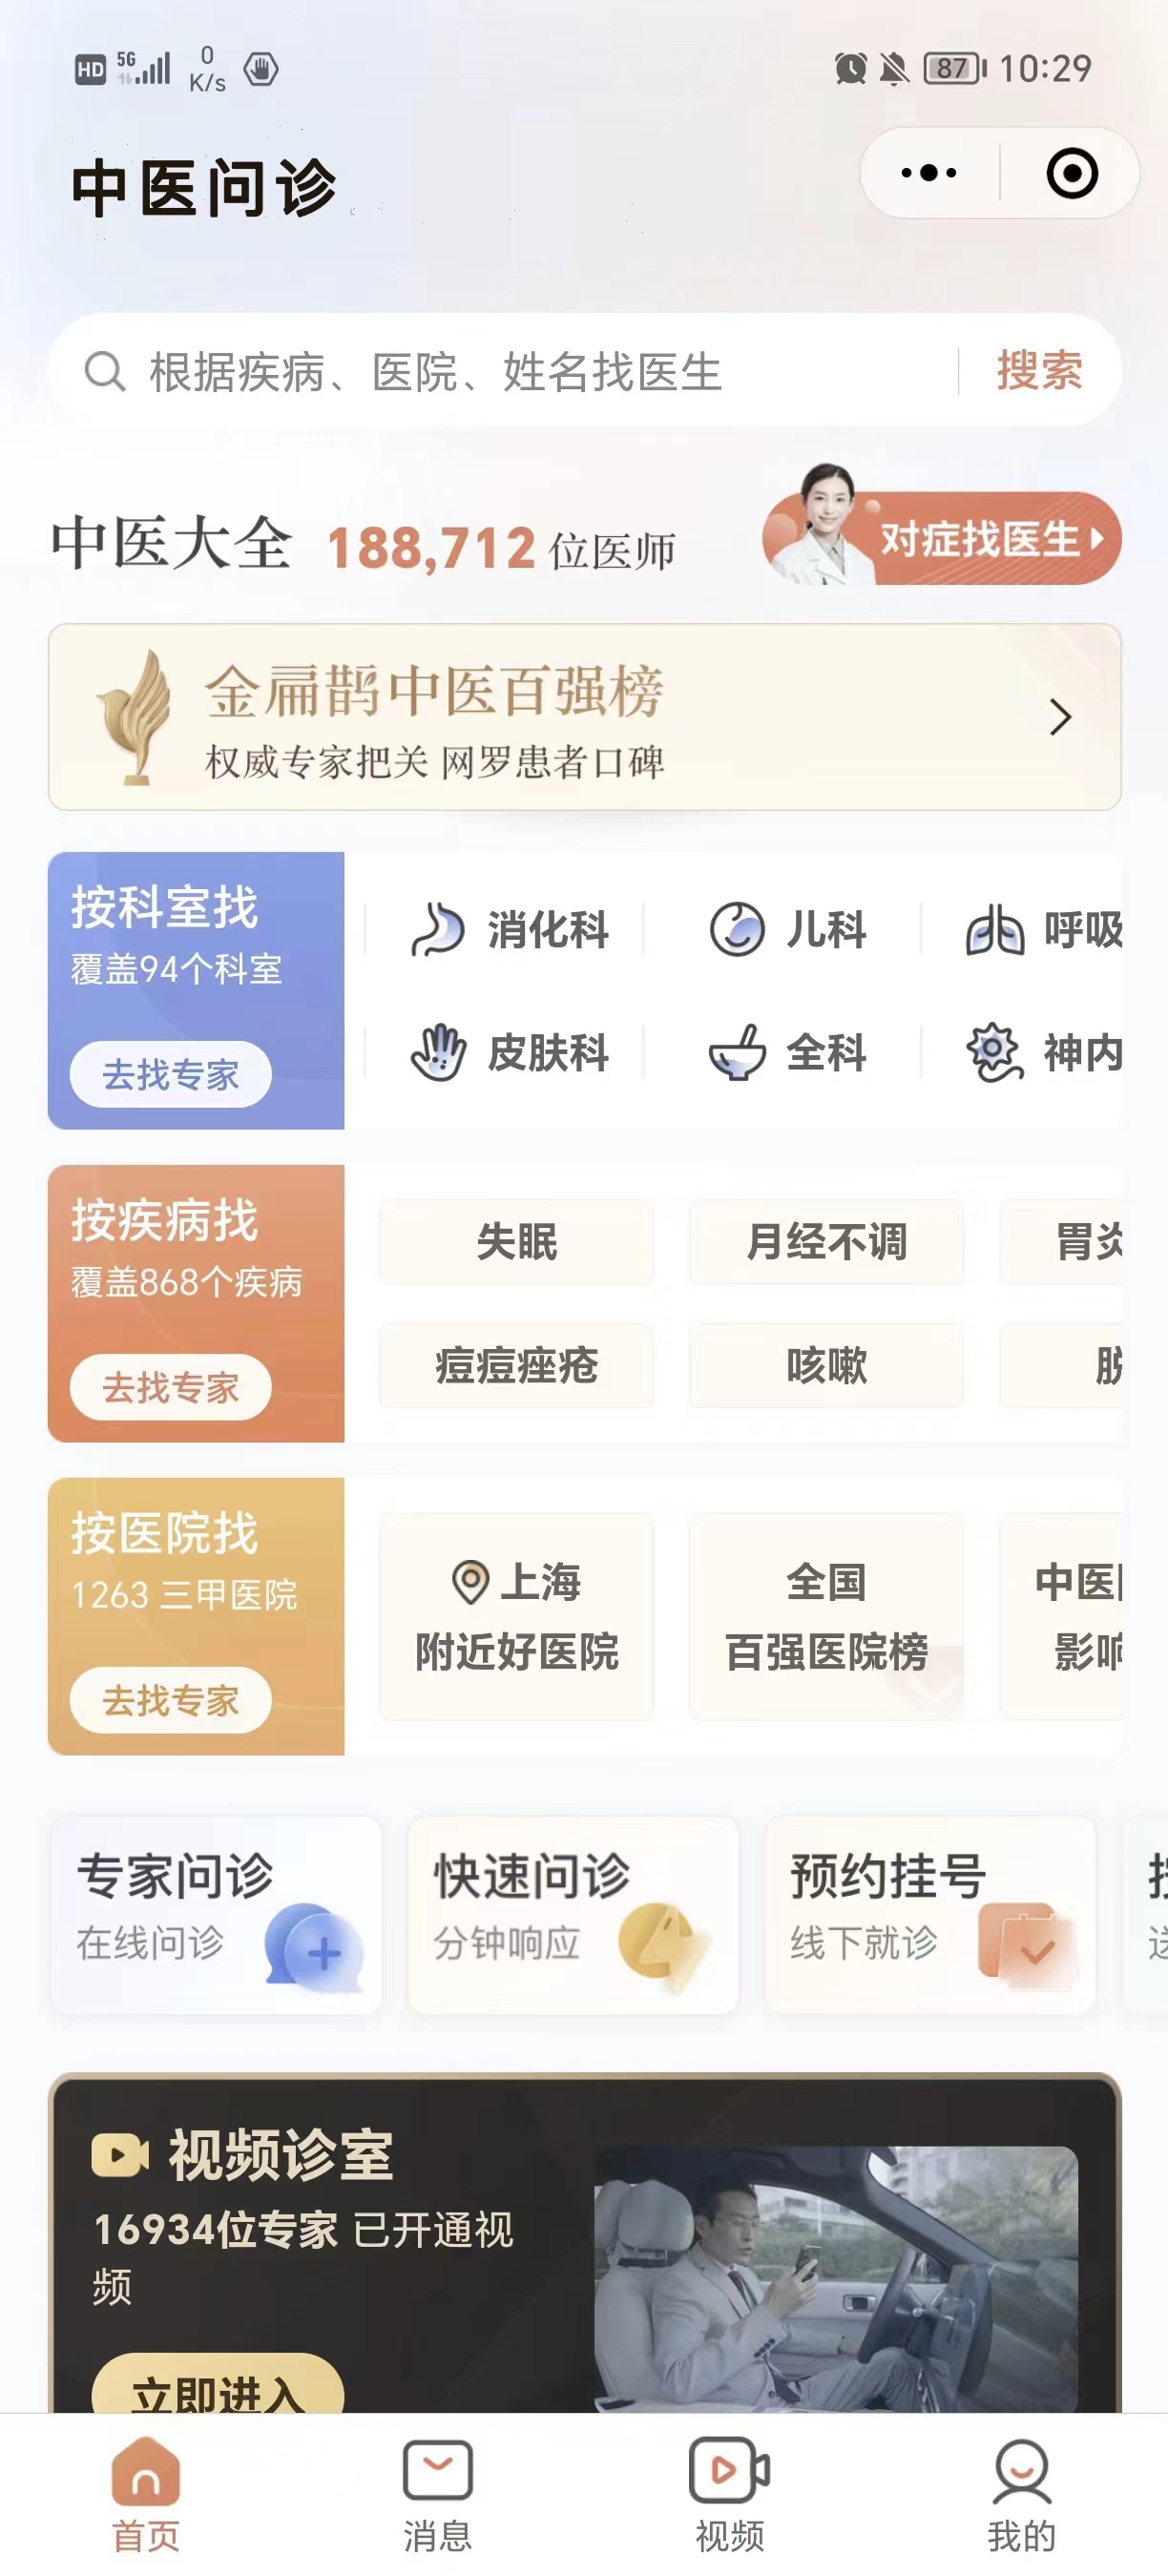 HD 5G 0 K/s 87 10:29
中医问诊
根据疾病、医院、姓名找医生 搜索
中医大全 188,712 位医师 对症找医生
金扁鹊中医百强榜
权威专家把关 网罗患者口碑
按科室找
覆盖94个科室
去找专家
消化科 儿科 呼吸
皮肤科 全科 神内
按疾病找
覆盖868个疾病
去找专家
失眠 月经不调 胃炎
痘痘痤疮 咳嗽
按医院找
1263 三甲医院
去找专家
上海
附近好医院
全国
百强医院榜
中医
影响
专家问诊
在线问诊
快速问诊
分钟响应
预约挂号
线下就诊
视频诊室
16934位专家 已开通视
频
立即进入
首页 消息 视频 我的